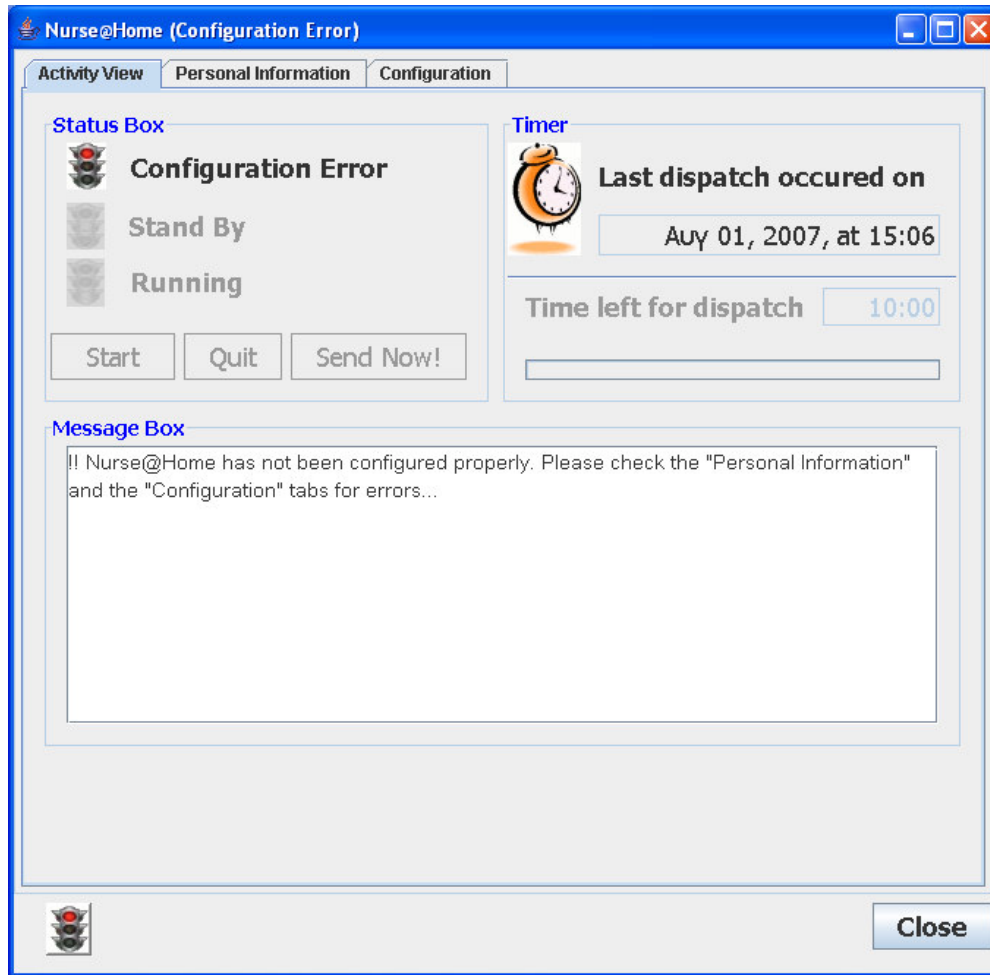 Nurse@Home (Configuration Error)
Activity View Personal Information Configuration
Status Box
Configuration Error
Stand By
Running
Start Quit Send Now!
Timer
Last dispatch occured on
Auy 01, 2007, at 15:06
Time left for dispatch 10:00
Message Box
!! Nurse@Home has not been configured properly. Please check the "Personal Information"
and the "Configuration" tabs for errors...
Close